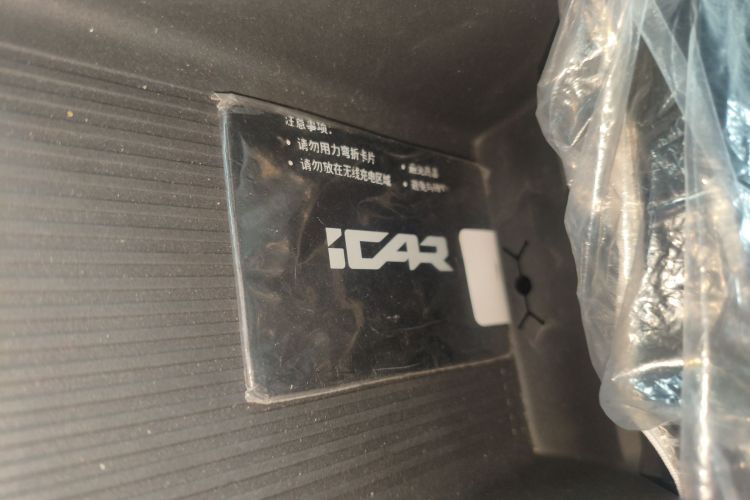 注意事项：
• 请勿用力弯折卡片
• 请勿放在无线充电区域
iCAR